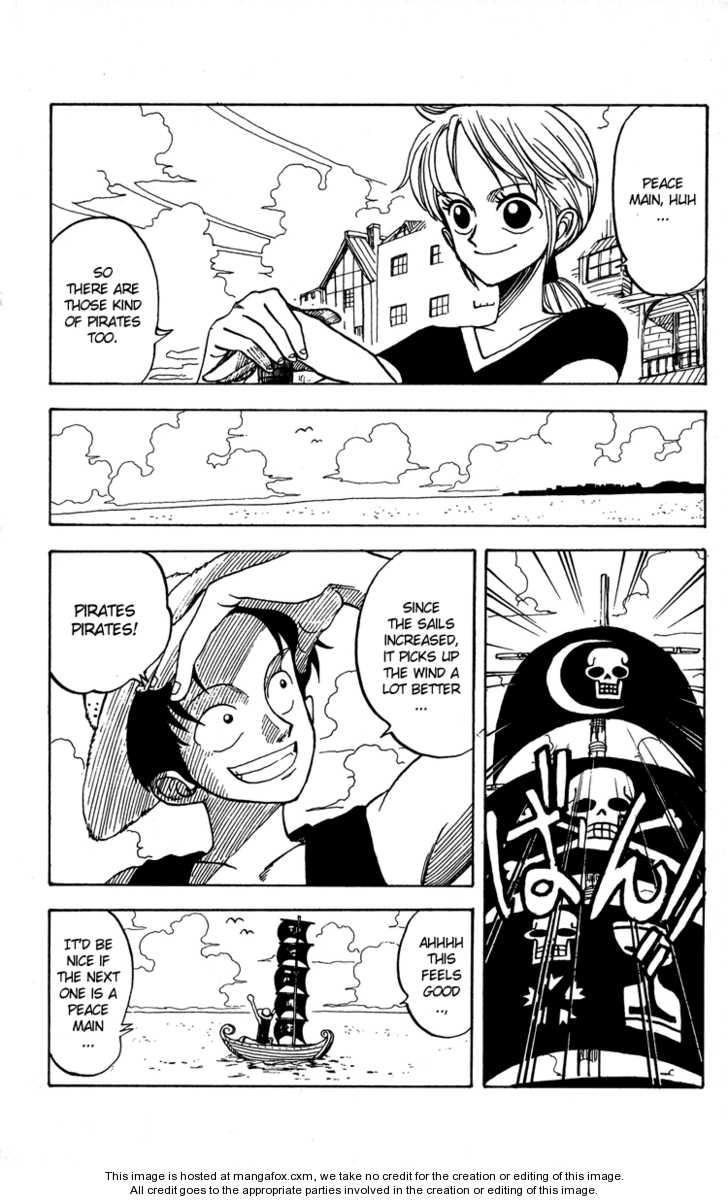 PEACE
MAIN, HUH
...
SO
THERE ARE
THOSE KIND
OF PIRATES
TOO.
ばん!!
SINCE
THE SAILS
INCREASED,
IT PICKS UP
THE WIND A
LOT BETTER
...
PIRATES
PIRATES!
AHHHH
THIS
FEELS
GOOD
...
IT'D BE
NICE IF
THE NEXT
ONE IS A
PEACE
MAIN
...
This image is hosted at mangafox.cxm, we take no credit for the creation or editing of this image.
All credit goes to the appropriate parties involved in the creation or editing of this image.